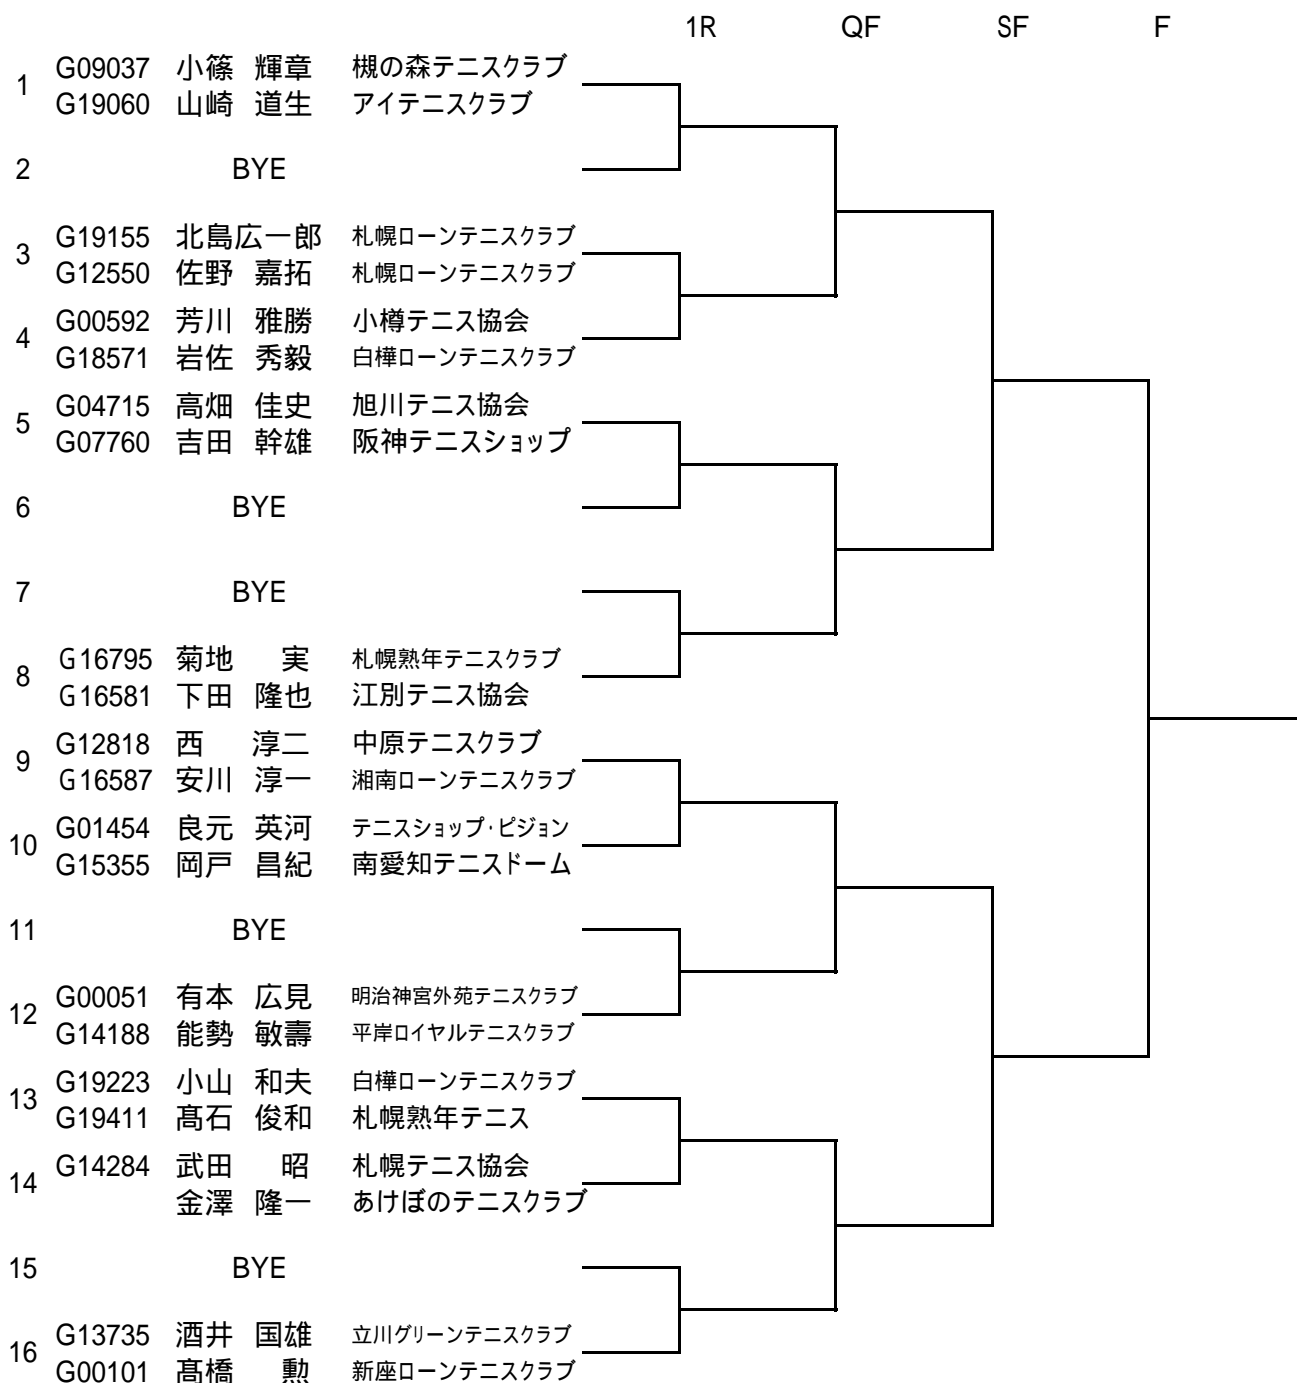 1R QF SF F
G09037 小篠 輝章 槻の森テニスクラブ
1
G19060 山崎 道生 アイテニスクラブ
2 BYE
G19155 北島広一郎 札幌ローンテニスクラブ
3
G12550 佐野 嘉拓 札幌ローンテニスクラブ
G00592 芳川 雅勝 小樽テニス協会
4
G18571 岩佐 秀毅 白樺ローンテニスクラブ
G04715 高畑 佳史 旭川テニス協会
5
G07760 吉田 幹雄 阪神テニスショップ
6 BYE
7 BYE
G16795 菊地 実 札幌熟年テニスクラブ
8
G16581 下田 隆也 江別テニス協会
G12818 西 淳二 中原テニスクラブ
9
G16587 安川 淳一 湘南ローンテニスクラブ
G01454 良元 英河 テニスショップ・ピジョン
10
G15355 岡戸 昌紀 南愛知テニスドーム
11 BYE
G00051 有本 広見 明治神宮外苑テニスクラブ
12
G14188 能勢 敏壽 平岸ロイヤルテニスクラブ
G19223 小山 和夫 白樺ローンテニスクラブ
13
G19411 髙石 俊和 札幌熟年テニス
G14284 武田 昭 札幌テニス協会
14
金澤 隆一 あけぼのテニスクラブ
15 BYE
G13735 酒井 国雄 立川グリーンテニスクラブ
16
G00101 髙橋 勲 新座ローンテニスクラブ